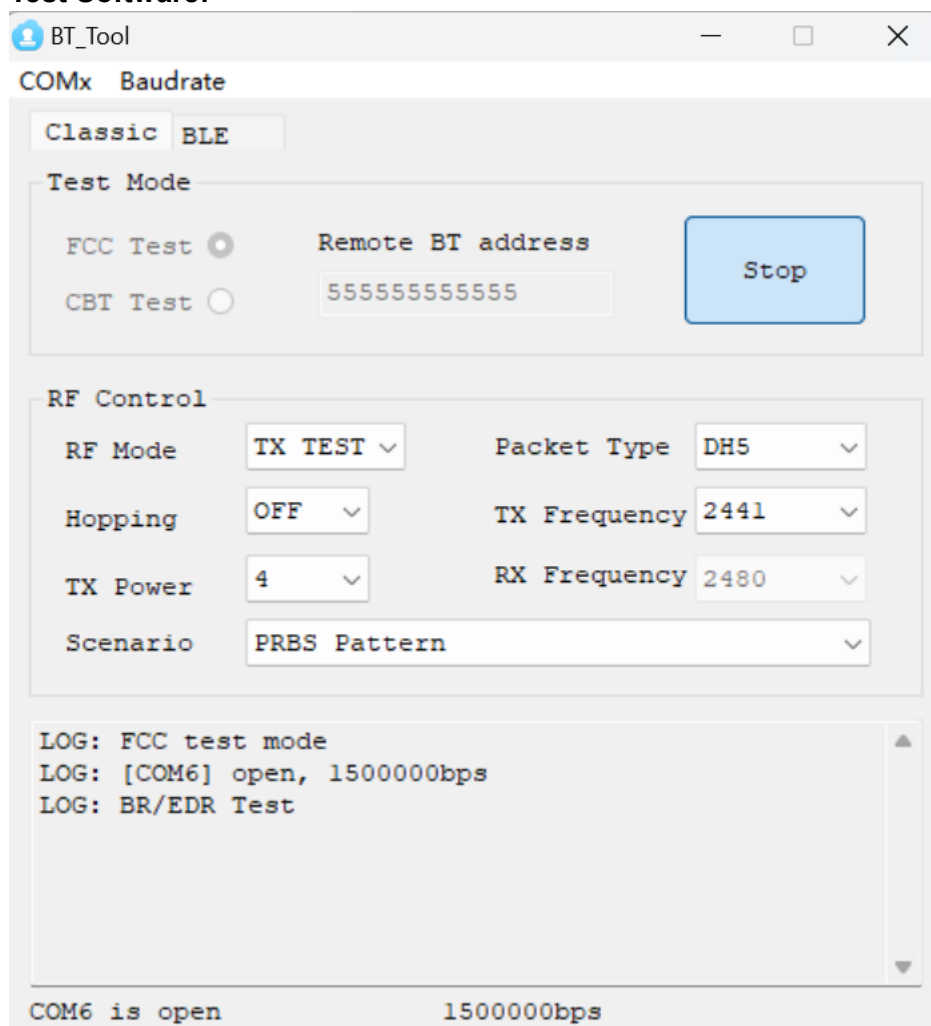 Test Software:
BT_Tool
COMx Baudrate
Classic BLE
Test Mode
FCC Test Remote BT address
Stop
CBT Test 555555555555
RF Control
RF Mode TX TEST Packet Type DH5
Hopping OFF TX Frequency 2441
TX Power 4 RX Frequency 2480
Scenario PRBS Pattern
LOG: FCC test mode
LOG: [COM6] open, 1500000bps
LOG: BR/EDR Test
COM6 is open 1500000bps